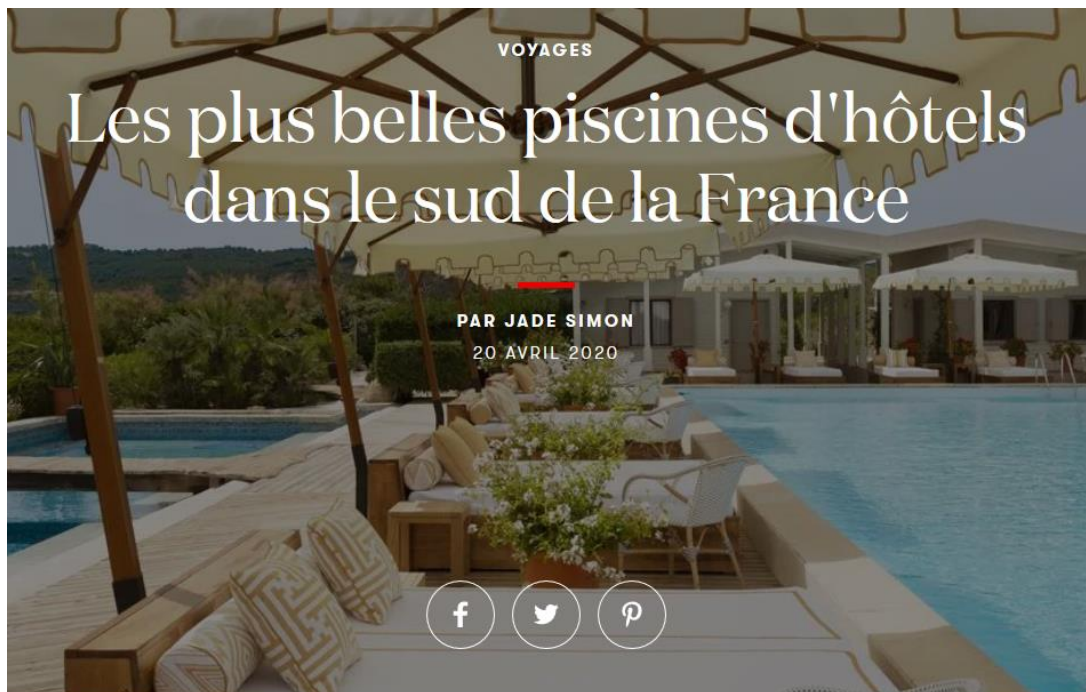 VOYAGES
Les plus belles piscines d'hôtels
dans le sud de la France
PAR JADE SIMON
20 AVRIL 2020